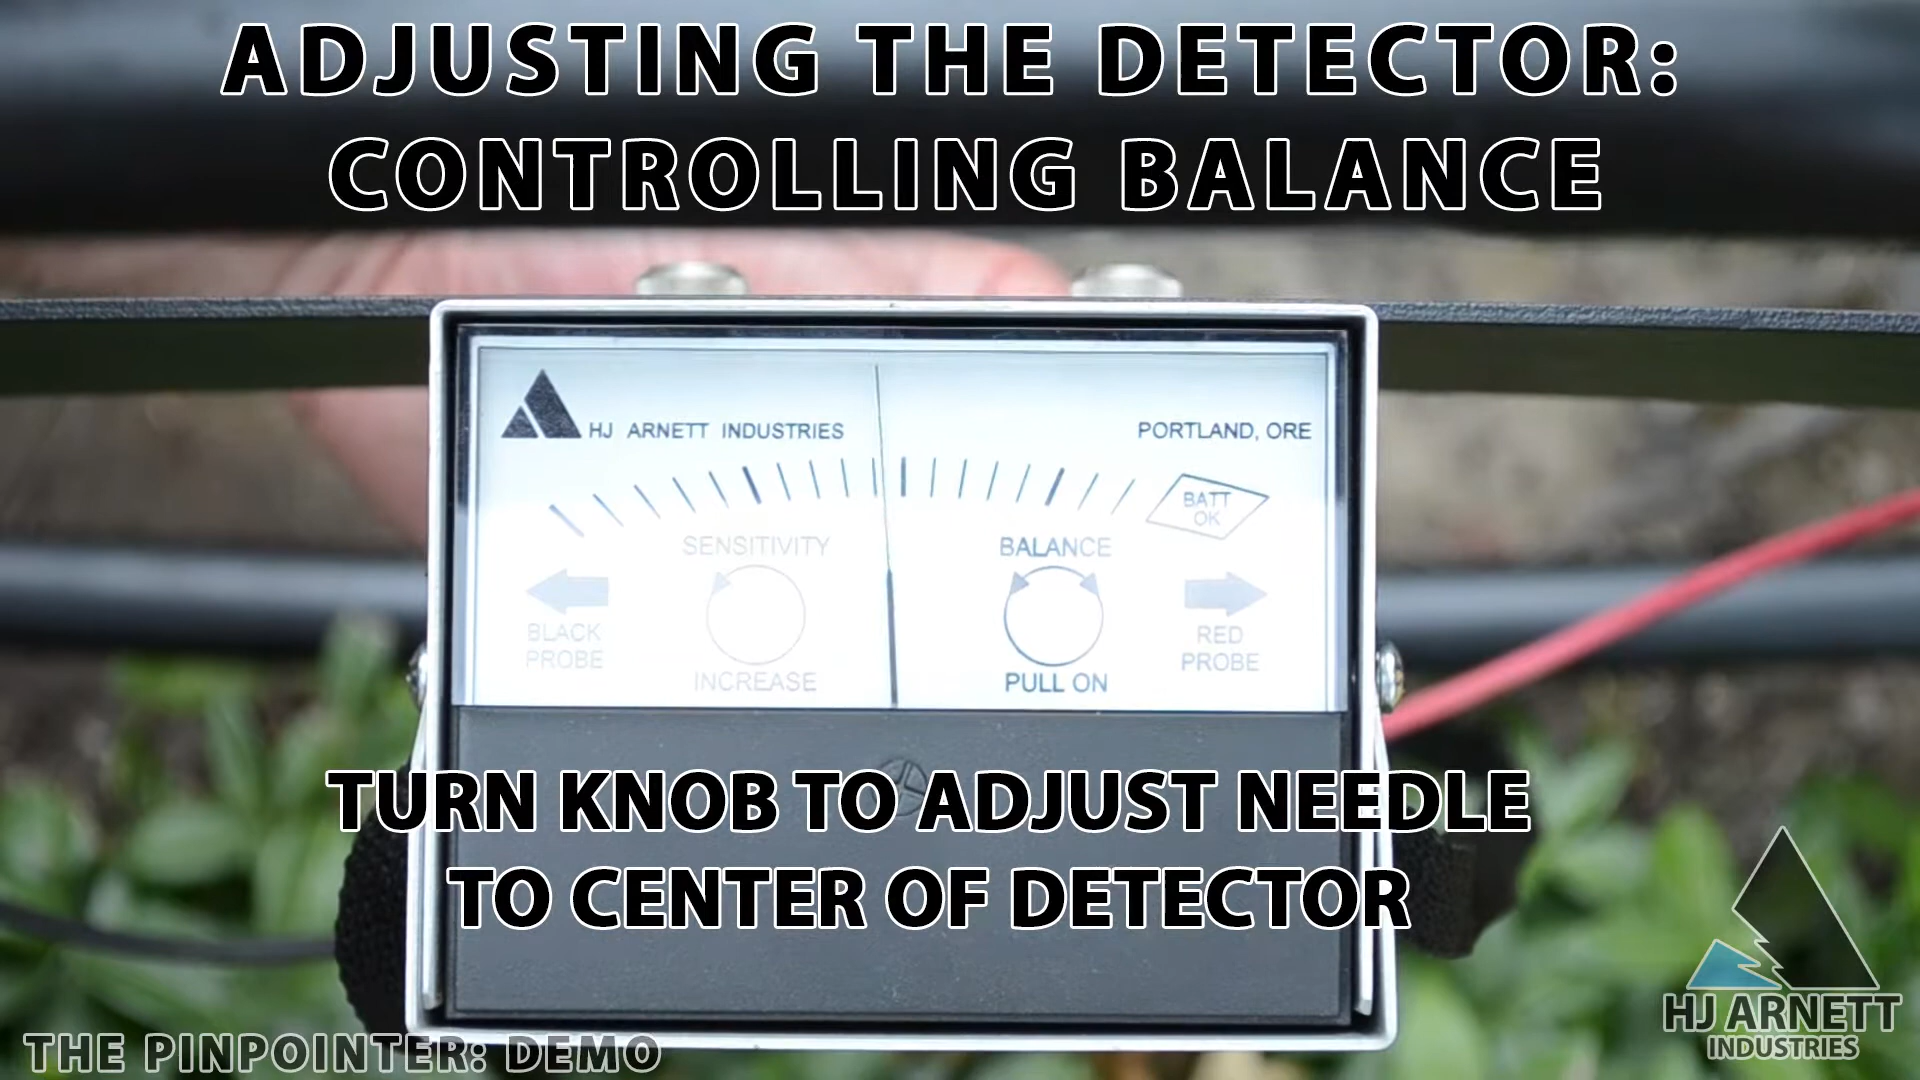 ADJUSTING THE DETECTOR:
CONTROLLING BALANCE
HJ ARNETT INDUSTRIES
PORTLAND, ORE
BATT
OK
SENSITIVITY
BALANCE
BLACK
PROBE
RED
PROBE
INCREASE
PULL ON
TURN KNOB TO ADJUST NEEDLE
TO CENTER OF DETECTOR
HJ ARNETT
INDUSTRIES
THE PINPOINTER: DEMO